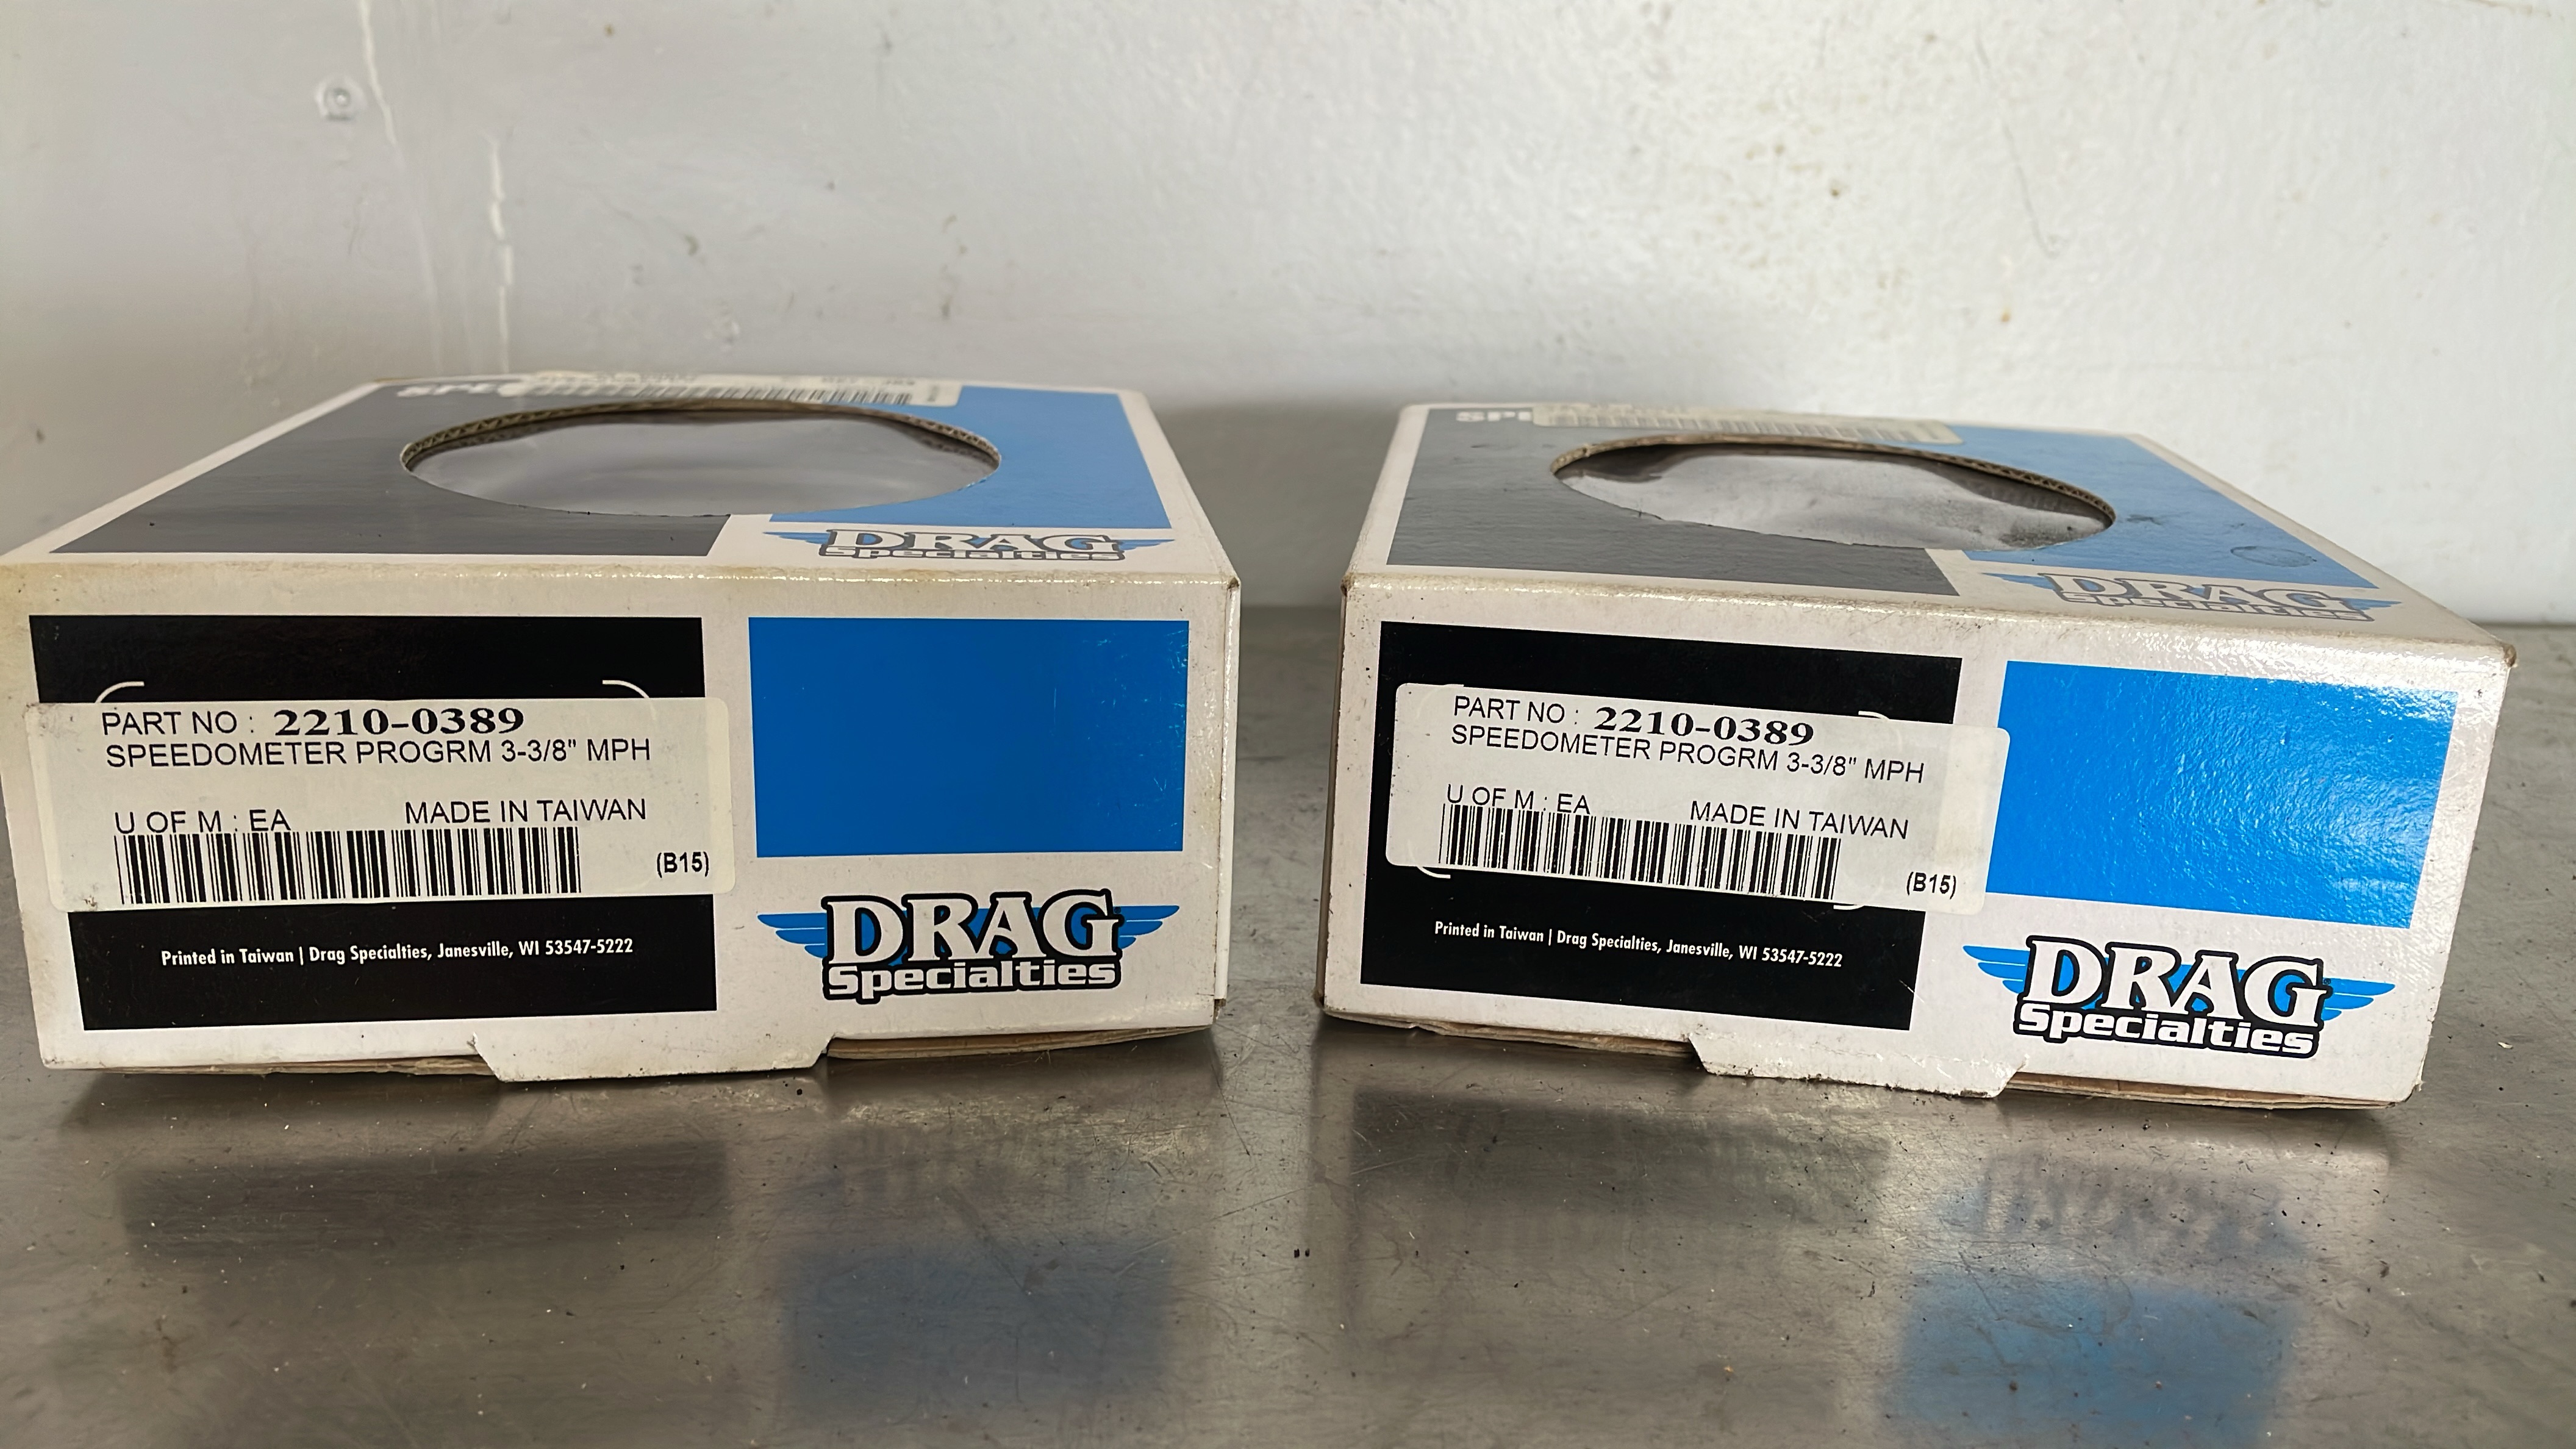 DRAG
Specialties
PART NO : 2210-0389
SPEEDOMETER PROGRM 3-3/8" MPH
U OF M : EA MADE IN TAIWAN
(B15)
Printed in Taiwan | Drag Specialties, Janesville, WI 53547-5222
DRAG
Specialties
DRAG
Specialties
PART NO : 2210-0389
SPEEDOMETER PROGRM 3-3/8" MPH
U OF M : EA MADE IN TAIWAN
(B15)
Printed in Taiwan | Drag Specialties, Janesville, WI 53547-5222
DRAG
Specialties